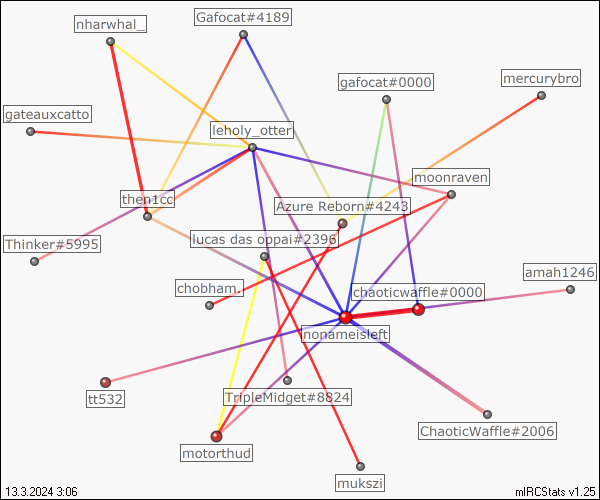 Gafocat#4189
nharwhal_
gafocat#0000
mercurybro
gateauxcatto
leholy_otter
moonraven
then1cc
Azure Reborn#4243
Thinker#5995
lucas das oppai#2396
amah1246
chobham.
chaoticwaffle#0000
nonameisleft
tt532
TripleMidget#8824
ChaoticWaffle#2006
motorthud
mukszi
13.3.2024 3:06
mIRCStats v1.25